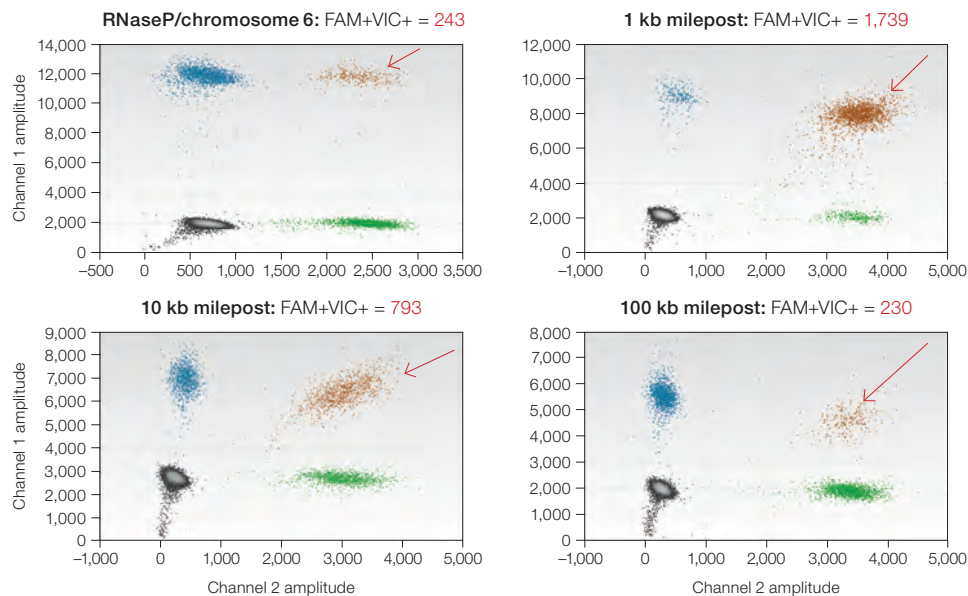 RNaseP/chromosome 6: FAM+VIC+ = 243
14,000
12,000
10,000
8,000
6,000
4,000
2,000
0
Channel 1 amplitude
–500 0 500 1,000 1,500 2,000 2,500 3,000 3,500
1 kb milepost: FAM+VIC+ = 1,739
12,000
10,000
8,000
6,000
4,000
2,000
0
–1,000 0 1,000 2,000 3,000 4,000 5,000
10 kb milepost: FAM+VIC+ = 793
9,000
8,000
7,000
6,000
5,000
4,000
3,000
2,000
1,000
0
Channel 1 amplitude
–1,000 0 1,000 2,000 3,000 4,000 5,000
Channel 2 amplitude
100 kb milepost: FAM+VIC+ = 230
8,000
7,000
6,000
5,000
4,000
3,000
2,000
1,000
0
–1,000 0 1,000 2,000 3,000 4,000 5,000
Channel 2 amplitude